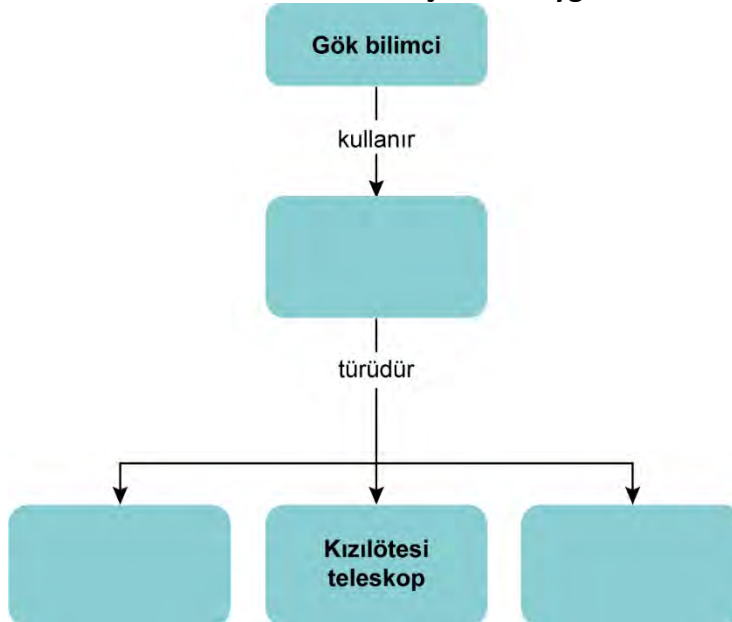 Gök bilimci
kullanır
türüdür
Kızılötesi
teleskop